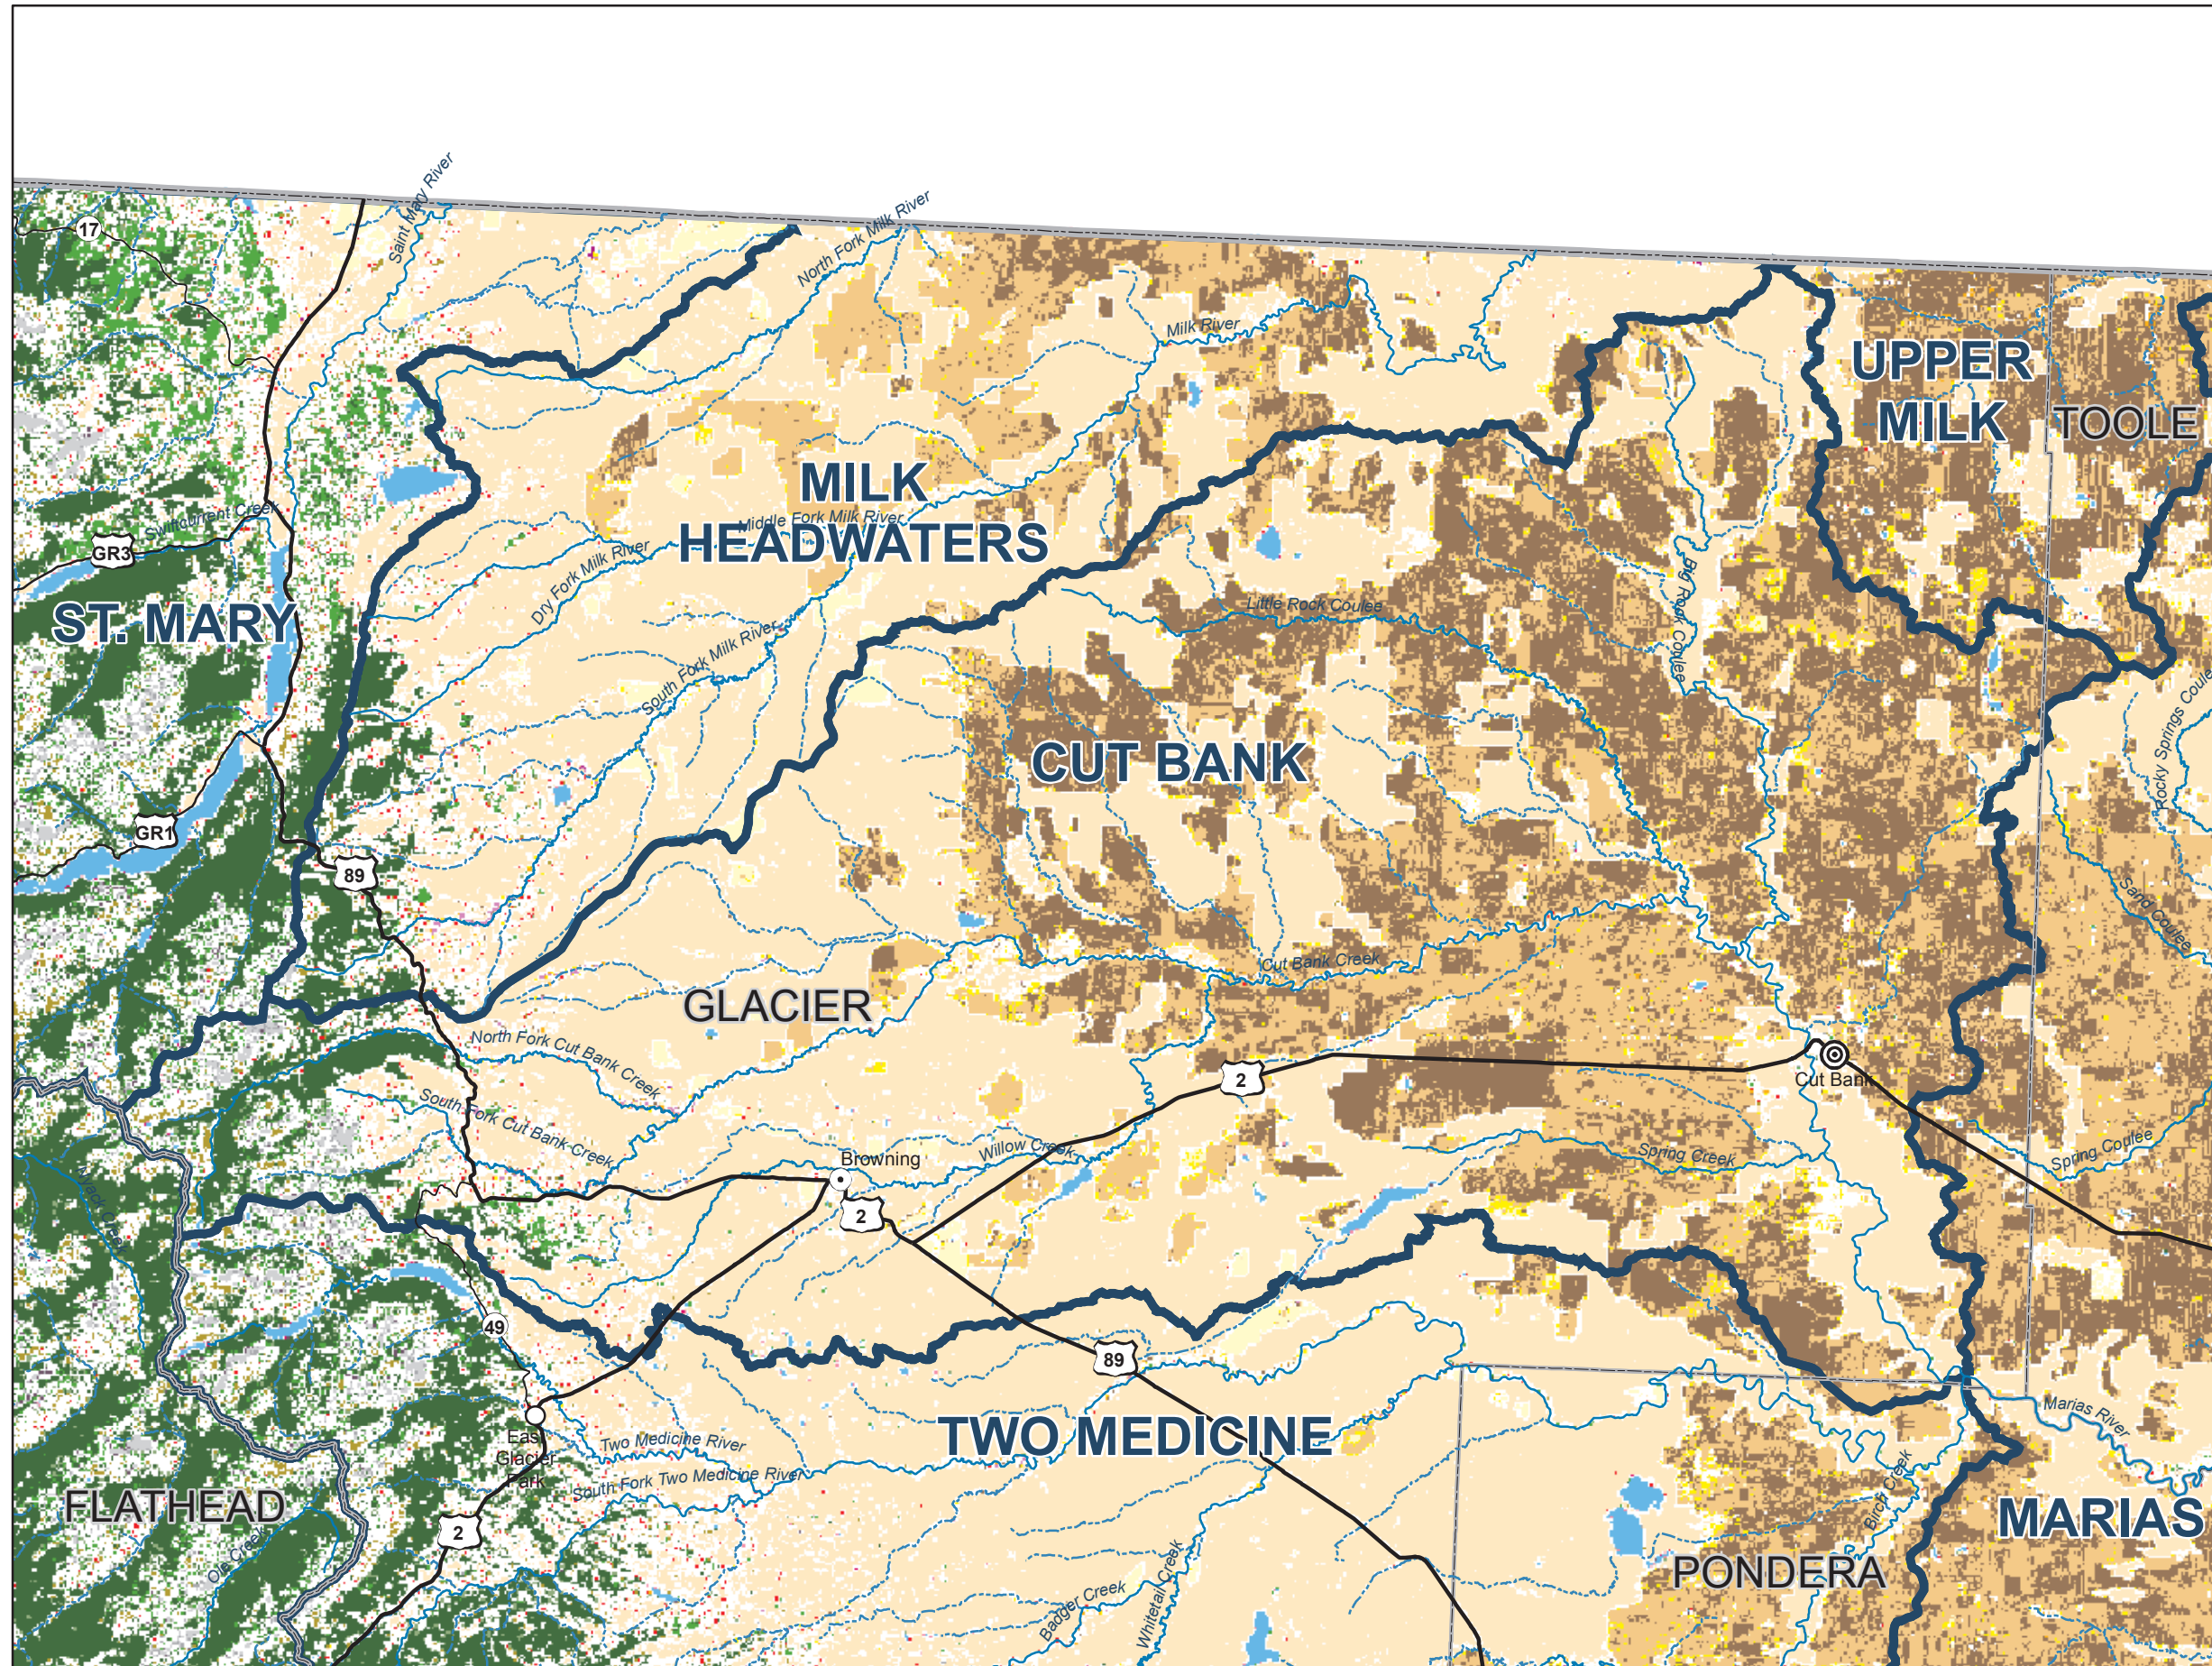 Saint Mary River
North Fork Milk River
17
Milk River
UPPER
MILK
TOOLE
MILK
HEADWATERS
Middle Fork Milk River
Swiftcurrent Creek
GR3
Dry Fork Milk River
ST. MARY
Little Rock Coulee
Big Rock Coulee
South Fork Milk River
Rocky Springs Coulee
CUT BANK
GR1
89
Sand Coulee
Cut Bank Creek
GLACIER
North Fork Cut Bank Creek
2
Cut Bank
South Fork Cut Bank Creek
Browning
Willow Creek
Spring Creek
Spring Coulee
Nyack Creek
2
49
89
Marias River
East
Glacier
Park
Two Medicine River
TWO MEDICINE
South Fork Two Medicine River
FLATHEAD
2
Ole Creek
Birch Creek
MARIAS
PONDERA
Badger Creek
Whitetail Creek